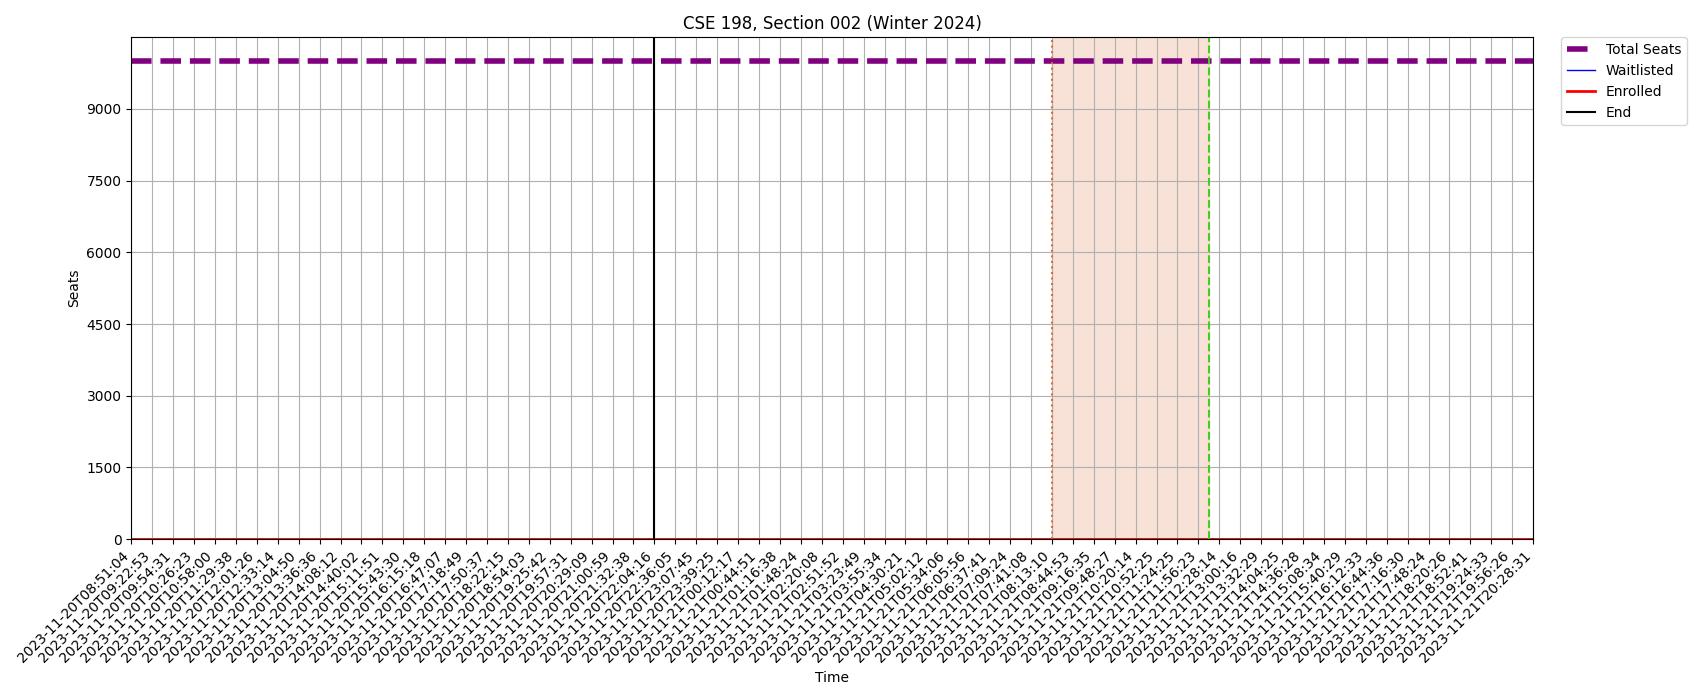 CSE 198, Section 002 (Winter 2024)
Total Seats
Waitlisted
Enrolled
End
Seats
9000
7500
6000
4500
3000
1500
0
2023-11-20T08:51:04
2023-11-20T09:22:53
2023-11-20T09:54:31
2023-11-20T10:26:23
2023-11-20T10:58:00
2023-11-20T11:29:38
2023-11-20T12:01:26
2023-11-20T12:33:14
2023-11-20T13:04:50
2023-11-20T13:36:36
2023-11-20T14:08:12
2023-11-20T14:40:02
2023-11-20T15:11:51
2023-11-20T15:43:30
2023-11-20T16:15:18
2023-11-20T16:47:07
2023-11-20T17:18:49
2023-11-20T17:50:37
2023-11-20T18:22:15
2023-11-20T18:54:03
2023-11-20T19:25:42
2023-11-20T19:57:31
2023-11-20T20:29:09
2023-11-20T21:00:59
2023-11-20T21:32:38
2023-11-20T22:04:16
2023-11-20T22:36:05
2023-11-20T23:07:45
2023-11-20T23:39:25
2023-11-21T00:12:17
2023-11-21T00:44:51
2023-11-21T01:16:38
2023-11-21T01:48:24
2023-11-21T02:20:08
2023-11-21T02:51:52
2023-11-21T03:23:49
2023-11-21T03:55:34
2023-11-21T04:30:21
2023-11-21T05:02:12
2023-11-21T05:34:06
2023-11-21T06:05:56
2023-11-21T06:37:41
2023-11-21T07:09:24
2023-11-21T07:41:08
2023-11-21T08:13:10
2023-11-21T08:44:53
2023-11-21T09:16:35
2023-11-21T09:48:27
2023-11-21T10:20:14
2023-11-21T10:52:25
2023-11-21T11:24:25
2023-11-21T11:56:23
2023-11-21T12:28:14
2023-11-21T13:00:16
2023-11-21T13:32:29
2023-11-21T14:04:25
2023-11-21T14:36:28
2023-11-21T15:08:34
2023-11-21T15:40:29
2023-11-21T16:12:33
2023-11-21T16:44:36
2023-11-21T17:16:30
2023-11-21T17:48:24
2023-11-21T18:20:26
2023-11-21T18:52:41
2023-11-21T19:24:33
2023-11-21T19:56:26
2023-11-21T20:28:31
Time